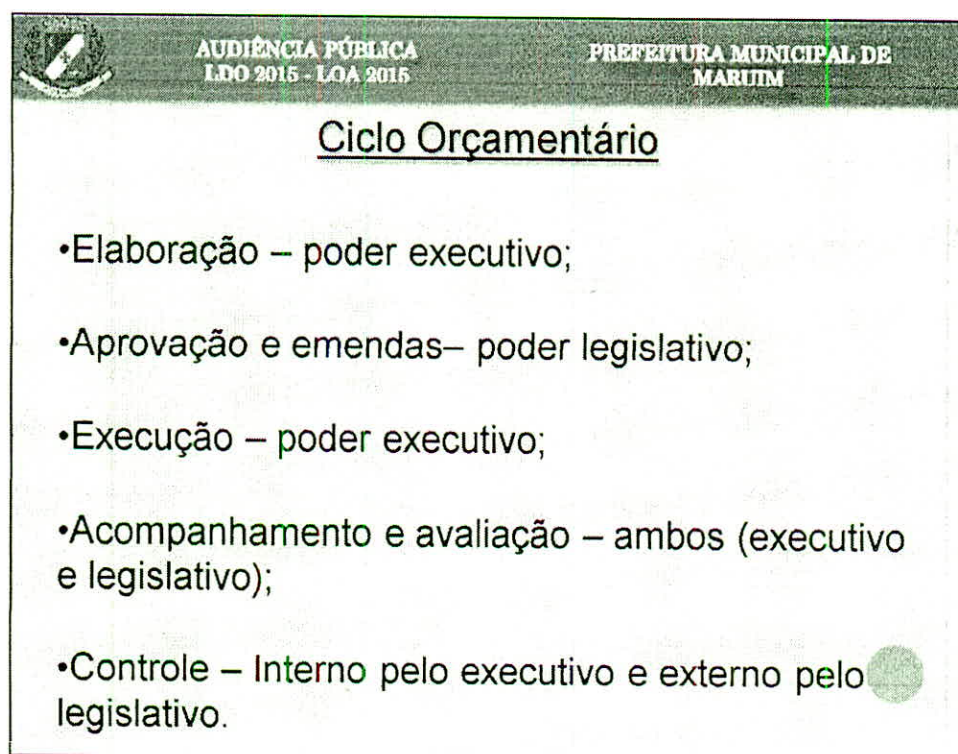 AUDIÊNCIA PÚBLICA
LDO 2015 - LOA 2015
PREFEITURA MUNICIPAL DE
MARUIM
Ciclo Orçamentário
•Elaboração – poder executivo;
•Aprovação e emendas– poder legislativo;
•Execução – poder executivo;
•Acompanhamento e avaliação – ambos (executivo
e legislativo);
•Controle – Interno pelo executivo e externo pelo
legislativo.